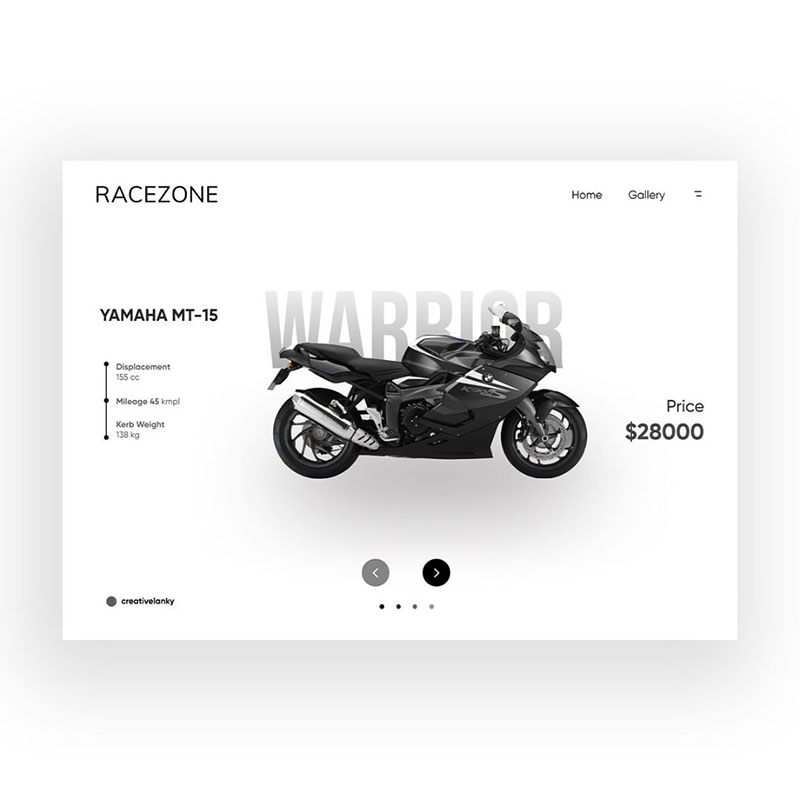 RACEZONE
Home Gallery
WARRIOR
YAMAHA MT-15
Displacement
155 cc
Mileage 45 kmpl
Kerb Weight
138 kg
Price
$28000
creativelanky